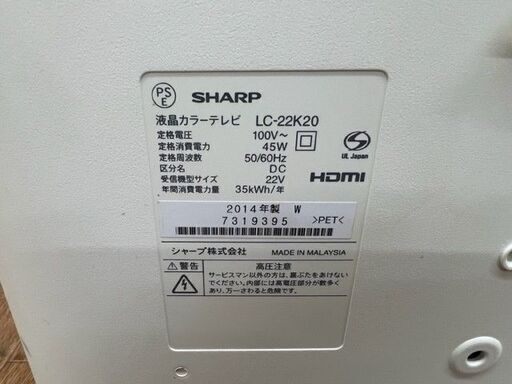 PS
E
SHARP
液晶カラーテレビ LC-22K20
定格電圧 100V～
定格消費電力 45W
定格周波数 50/60Hz
区分名 DC
受信機型サイズ 22V
年間消費電力量 35kWh/年
UL Japan
HDMI
2014年製 W
7319395 >PET<
シャープ株式会社 MADE IN MALAYSIA
警告 高圧注意
サービスマン以外の方は、裏ぶたをあけない
でください。内部には高電圧部分が数多く
あり、万一さわると危険です。